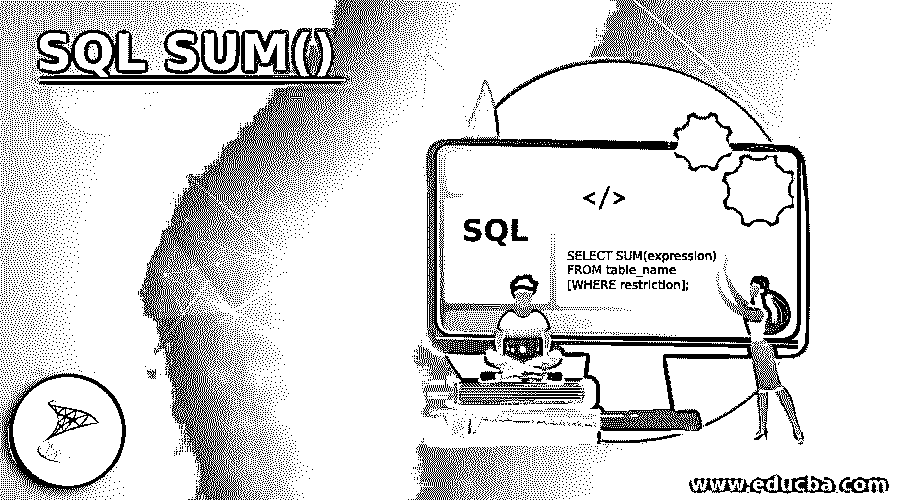 SQL SUM()
</>
SQL
SELECT SUM(expression)
FROM table_name
[WHERE restriction];
www.educba.com